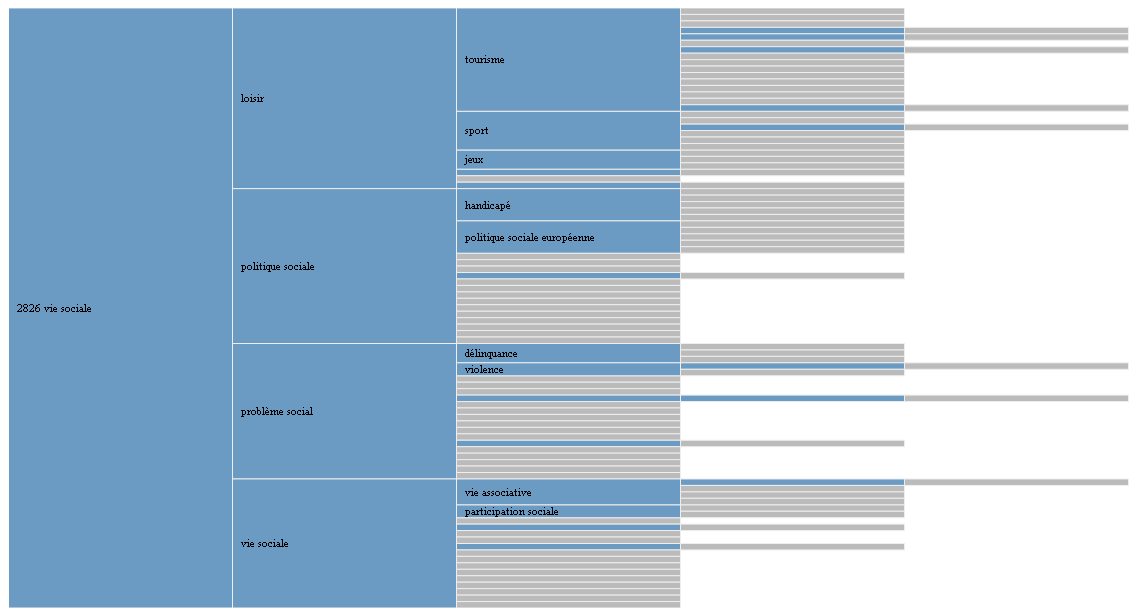 2826 vie sociale
loisir
tourisme
sport
jeux
politique sociale
handicapé
politique sociale européenne
problème social
délinquance
violence
vie sociale
vie associative
participation sociale